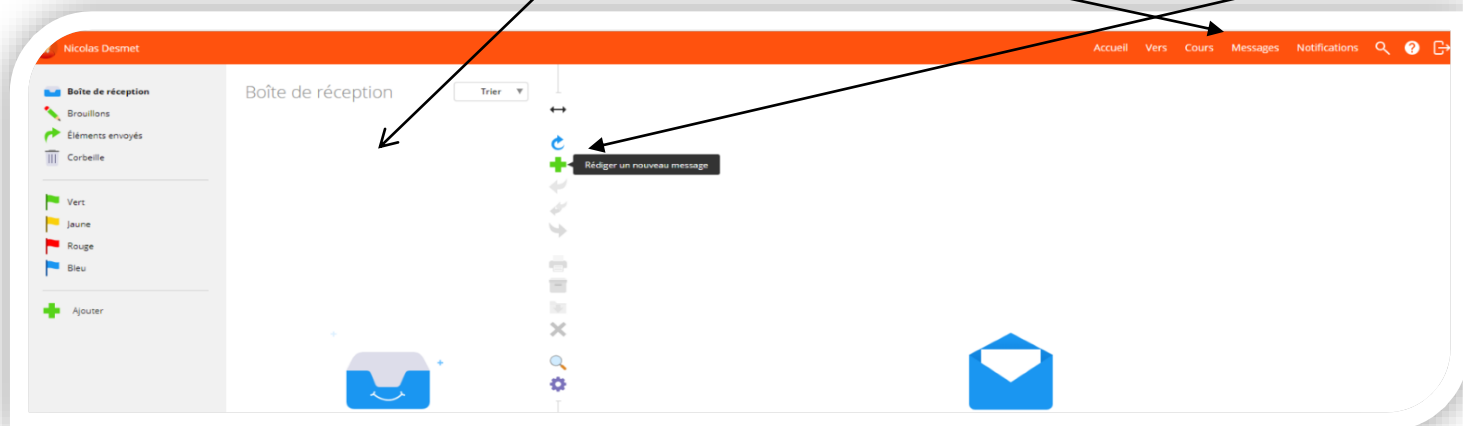 Nicolas Desmet
Accueil Vers Cours Messages Notifications
Boîte de réception
Brouillons
Éléments envoyés
Corbeille
Vert
Jaune
Rouge
Bleu
Ajouter
Boîte de réception
Trier
Rédiger un nouveau message